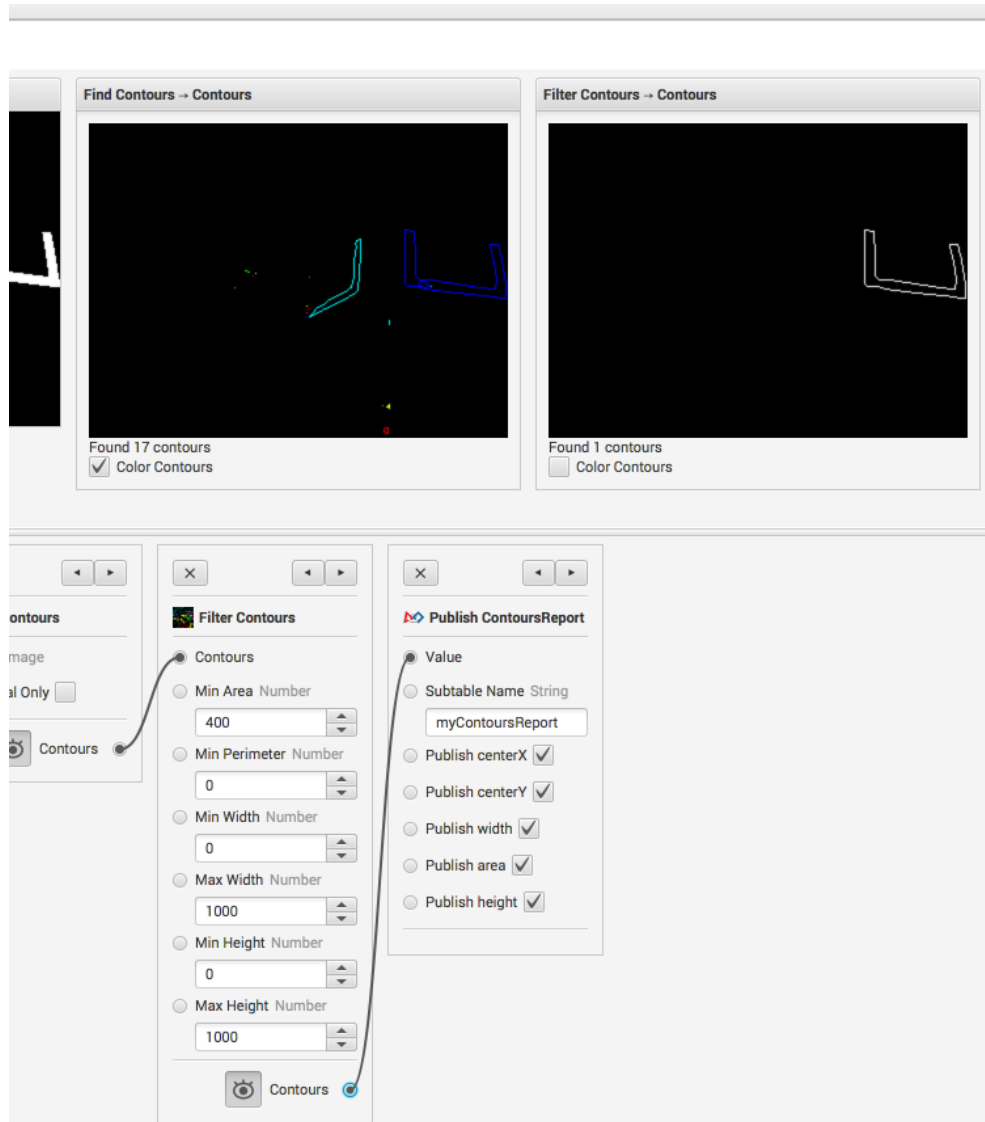 Find Contours → Contours
Filter Contours → Contours
Found 17 contours
Color Contours
Found 1 contours
Color Contours
ontours
mage
al Only
Contours
Filter Contours
Contours
Min Area Number
400
Min Perimeter Number
0
Min Width Number
0
Max Width Number
1000
Min Height Number
0
Max Height Number
1000
Contours
Publish ContoursReport
Value
Subtable Name String
myContoursReport
Publish centerX
Publish centerY
Publish width
Publish area
Publish height